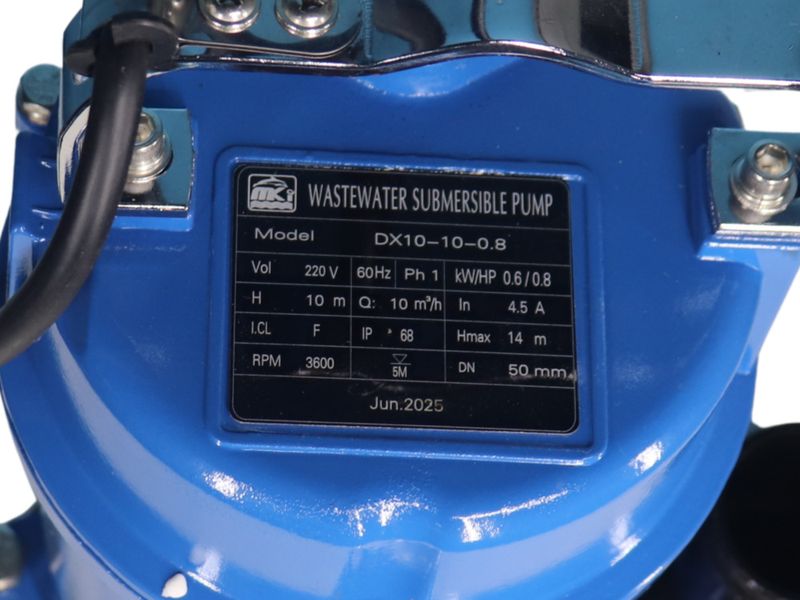 MKi WASTEWATER SUBMERSIBLE PUMP
Model DX10-10-0.8
Vol 220 V 60Hz Ph 1 kW/HP 0.6 / 0.8
H 10 m Q: 10 m³/h In 4.5 A
I.CL F IP 68 Hmax 14 m
RPM 3600 5M DN 50 mm
Jun.2025